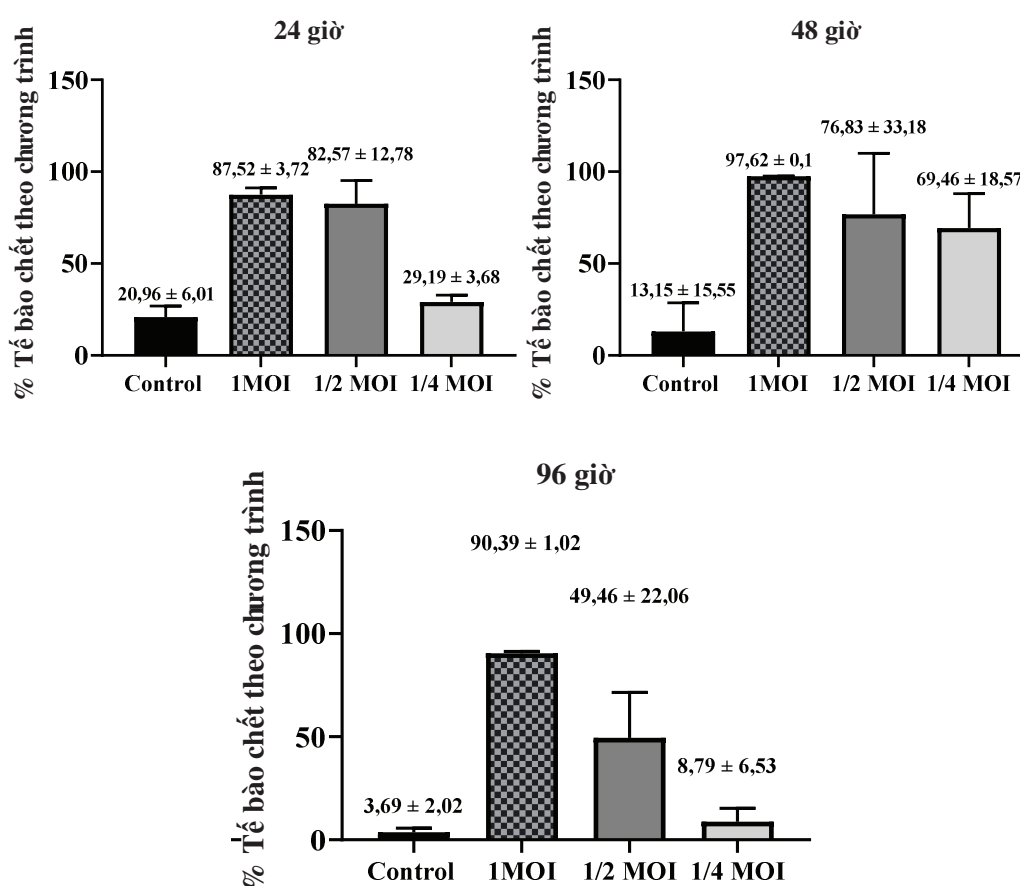 24 giờ
% Tế bào chết theo chương trình
150
100
50
0
20,96 ± 6,01
87,52 ± 3,72
82,57 ± 12,78
29,19 ± 3,68
Control 1MOI 1/2 MOI 1/4 MOI
48 giờ
% Tế bào chết theo chương trình
150
100
50
0
13,15 ± 15,55
97,62 ± 0,1
76,83 ± 33,18
69,46 ± 18,57
Control 1MOI 1/2 MOI 1/4 MOI
96 giờ
% Tế bào chết theo chương trình
150
100
50
0
3,69 ± 2,02
90,39 ± 1,02
49,46 ± 22,06
8,79 ± 6,53
Control 1MOI 1/2 MOI 1/4 MOI